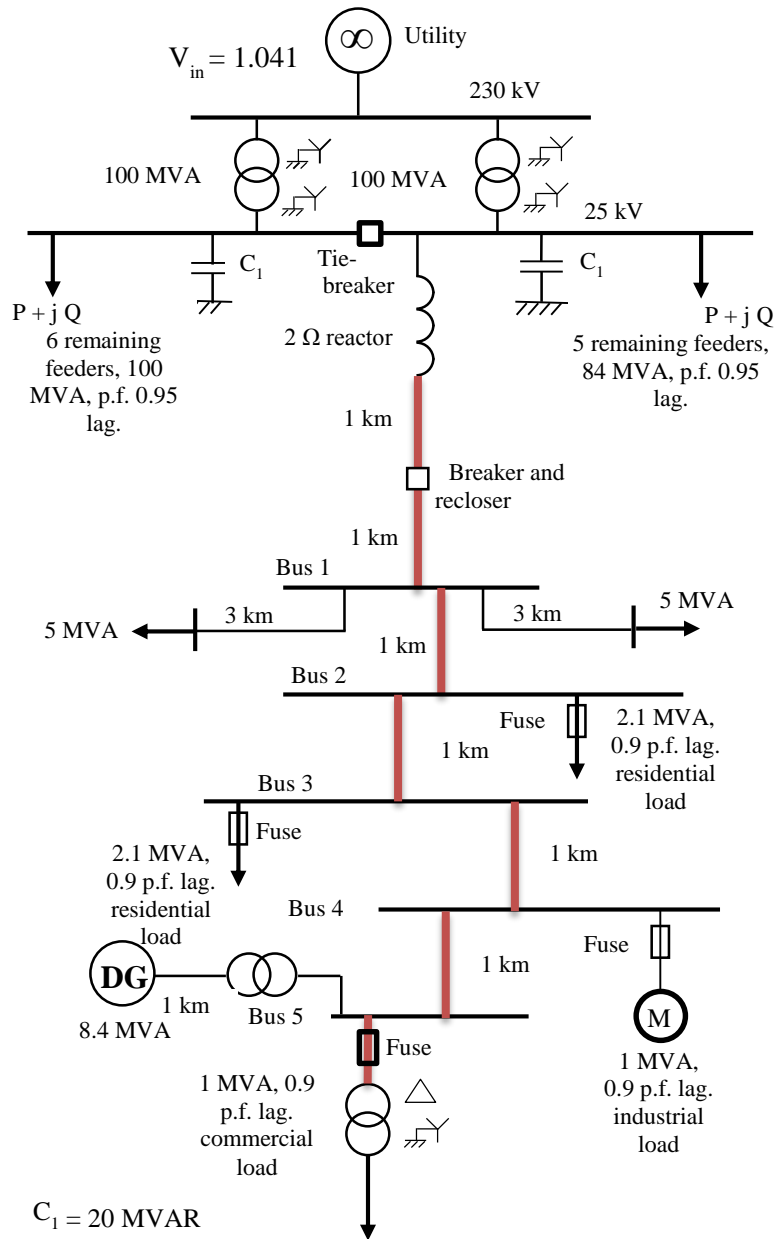 ∞
Utility
V_in = 1.041
230 kV
100 MVA
100 MVA
25 kV
C_1
Tie-
breaker
C_1
P + j Q
6 remaining
feeders, 100
MVA, p.f. 0.95
lag.
2 Ω reactor
P + j Q
5 remaining feeders,
84 MVA, p.f. 0.95
lag.
1 km
Breaker and
recloser
1 km
Bus 1
5 MVA
3 km
3 km
5 MVA
1 km
Bus 2
Fuse
2.1 MVA,
0.9 p.f. lag.
residential
load
1 km
Bus 3
Fuse
2.1 MVA,
0.9 p.f. lag.
residential
load
1 km
Bus 4
Fuse
1 km
DG
1 km
8.4 MVA
Bus 5
M
Fuse
1 MVA, 0.9
p.f. lag.
commercial
load
1 MVA,
0.9 p.f. lag.
industrial
load
C_1 = 20 MVAR